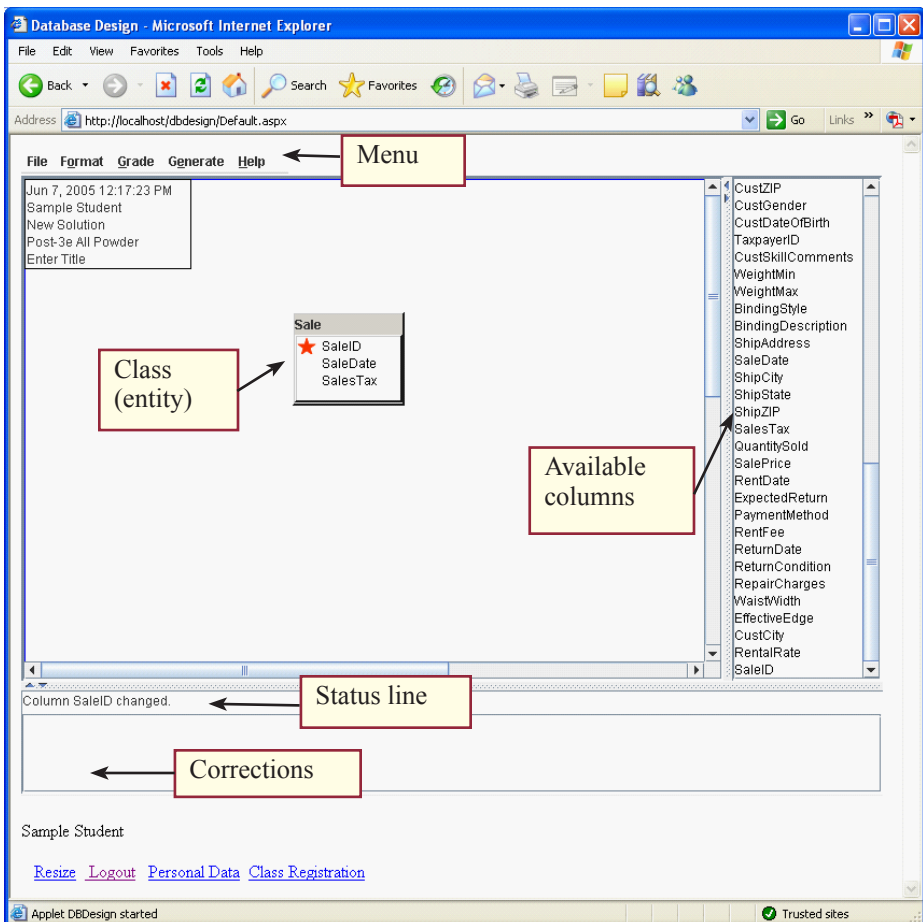 Database Design - Microsoft Internet Explorer
File Edit View Favorites Tools Help
Back Search Favorites
Address http://localhost/dbdesign/Default.aspx Go Links »
File Format Grade Generate Help
Menu
Jun 7, 2005 12:17:23 PM
Sample Student
New Solution
Post-3e All Powder
Enter Title
Sale
SaleID
SaleDate
SalesTax
Class
(entity)
Available
columns
CustZIP
CustGender
CustDateOfBirth
TaxpayerID
CustSkillComments
WeightMin
WeightMax
BindingStyle
BindingDescription
ShipAddress
SaleDate
ShipCity
ShipState
ShipZIP
SalesTax
QuantitySold
SalePrice
RentDate
ExpectedReturn
PaymentMethod
RentFee
ReturnDate
ReturnCondition
RepairCharges
WaistWidth
EffectiveEdge
CustCity
RentalRate
SaleID
Column SaleID changed.
Status line
Corrections
Sample Student
Resize Logout Personal Data Class Registration
Applet DBDesign started Trusted sites